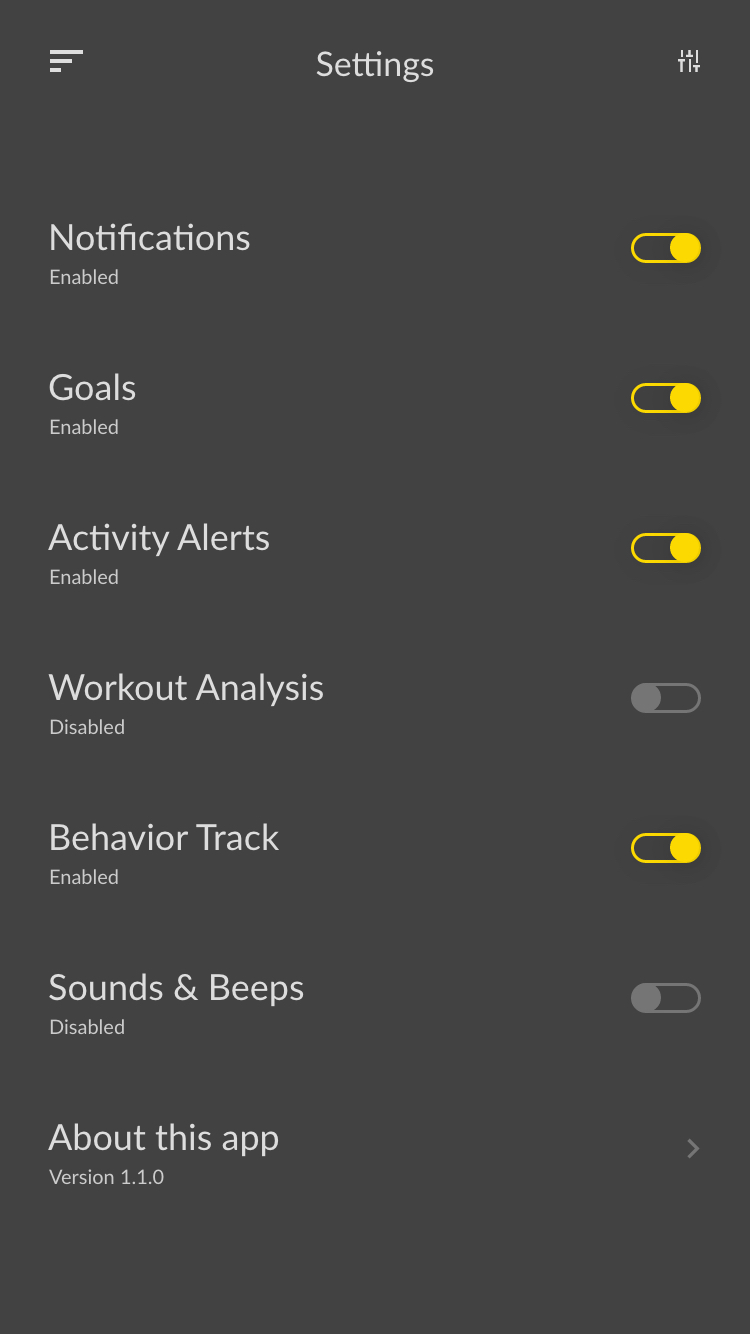 Settings
Notifications
Enabled
Goals
Enabled
Activity Alerts
Enabled
Workout Analysis
Disabled
Behavior Track
Enabled
Sounds & Beeps
Disabled
About this app
Version 1.1.0